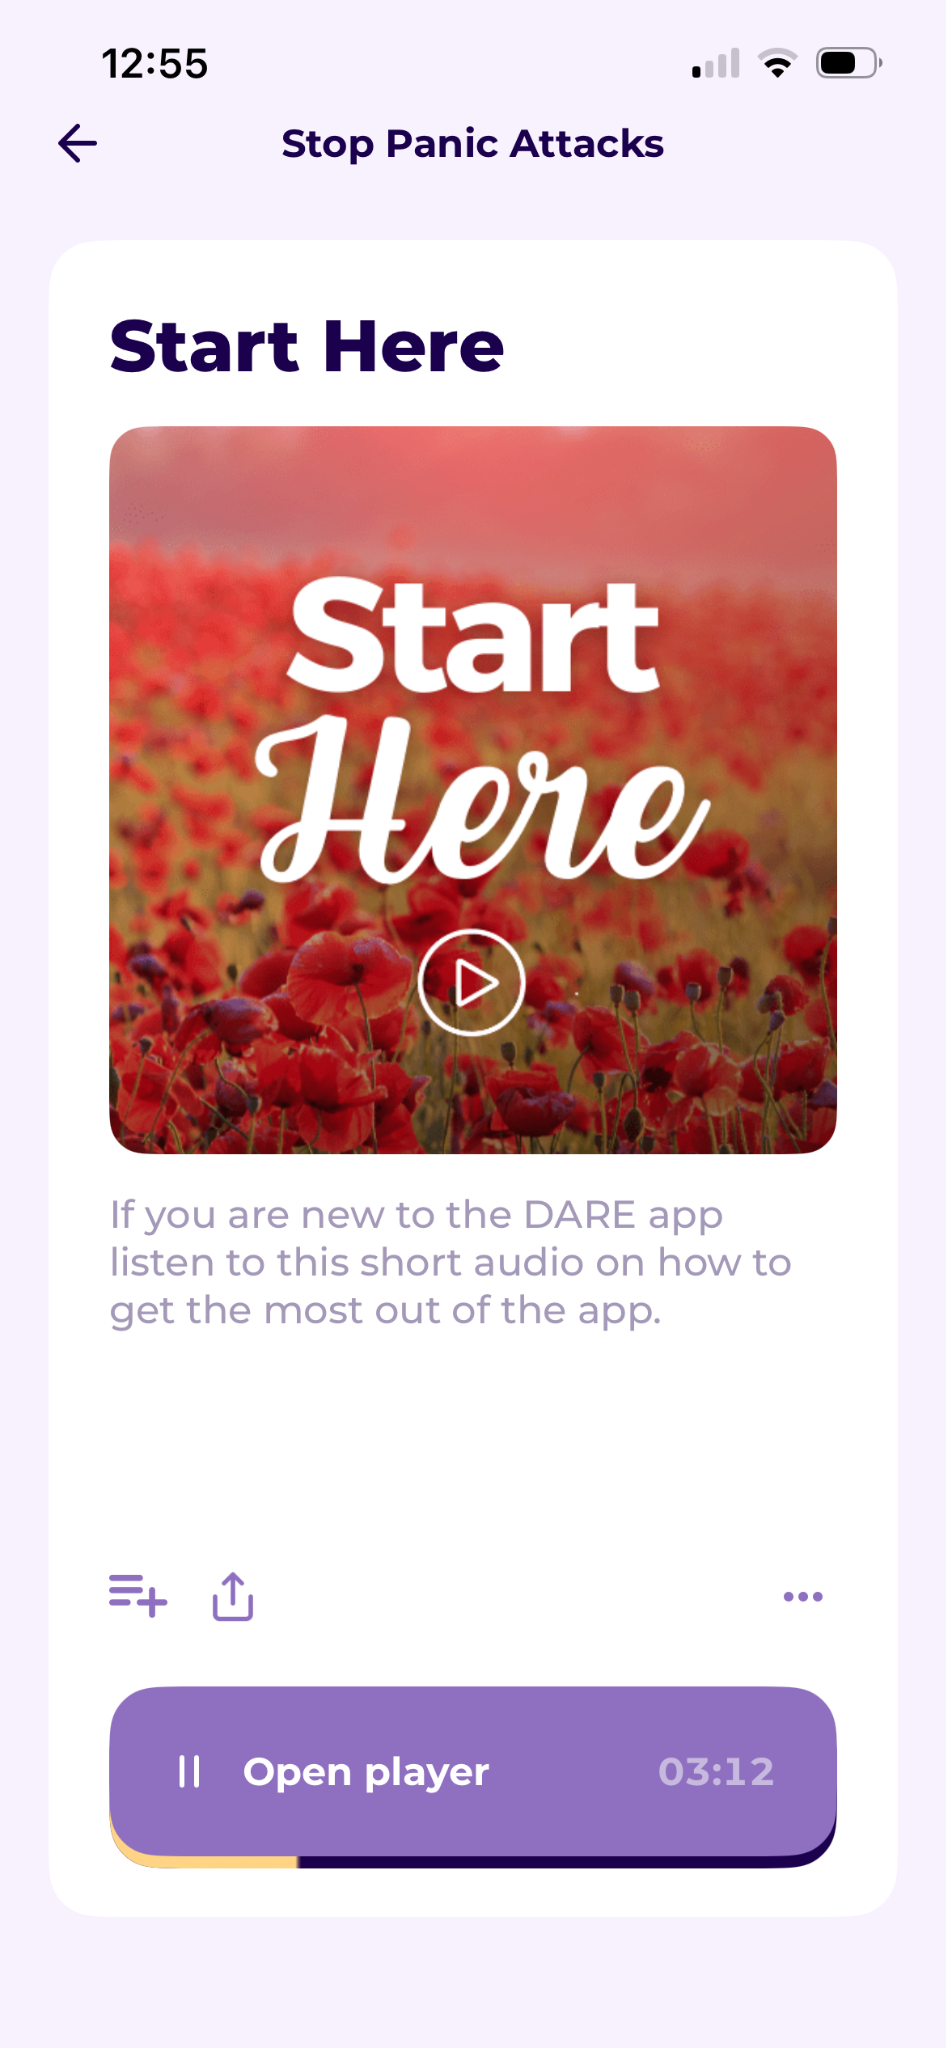 12:55
Stop Panic Attacks
Start Here
Start
Here
If you are new to the DARE app
listen to this short audio on how to
get the most out of the app.
Open player
03:12